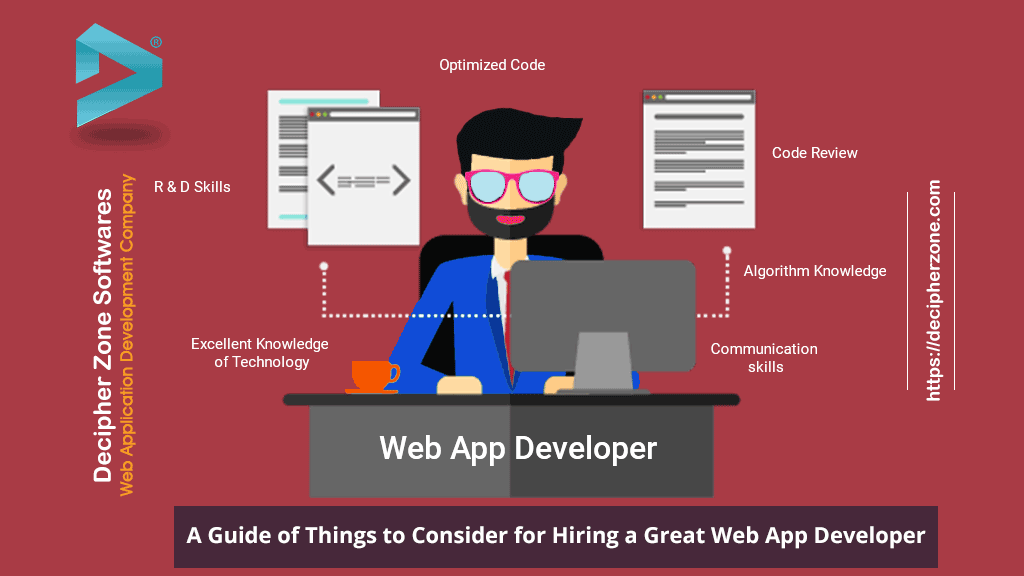 ®
Optimized Code
Code Review
R & D Skills
Algorithm Knowledge
Excellent Knowledge
of Technology
Communication
skills
Decipher Zone Softwares
Web Application Development Company
https://decipherzone.com
Web App Developer
A Guide of Things to Consider for Hiring a Great Web App Developer